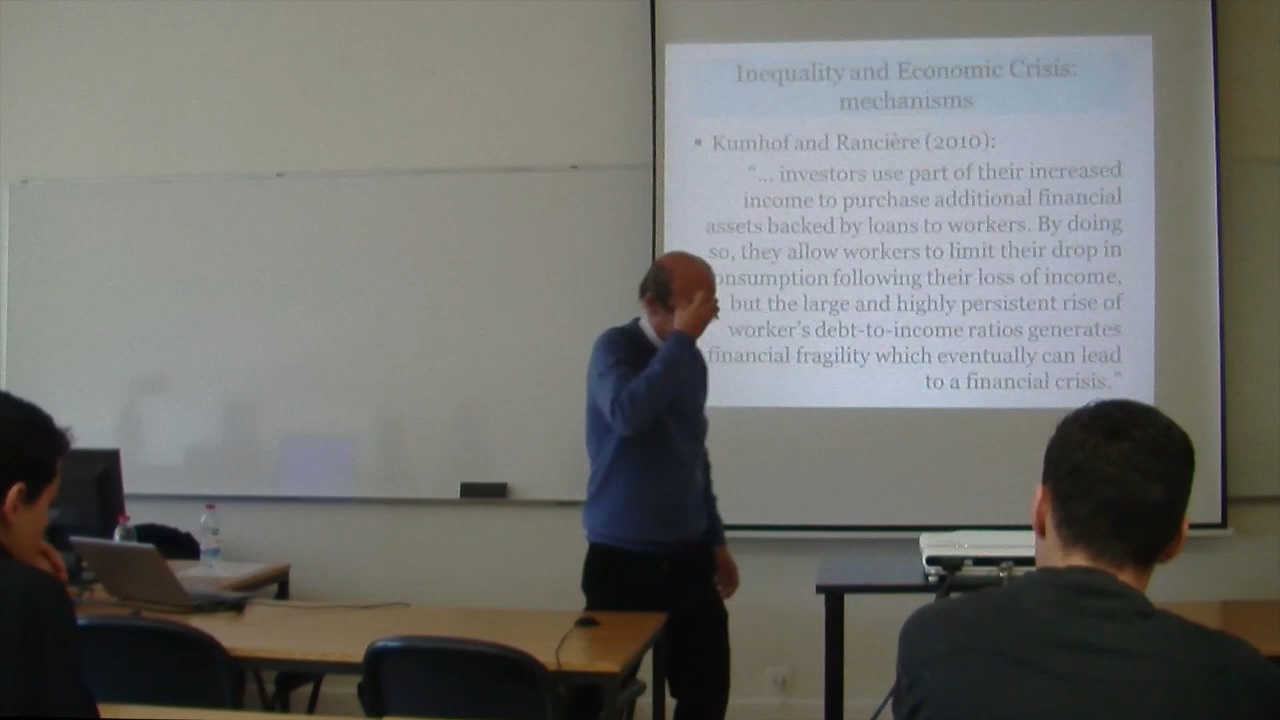 Inequality and Economic Crisis:
mechanisms
• Kumhof and Rancière (2010):
"... investors use part of their increased
income to purchase additional financial
assets backed by loans to workers. By doing
so, they allow workers to limit their drop in
onsumption following their loss of income,
but the large and highly persistent rise of
worker's debt-to-income ratios generates
financial fragility which eventually can lead
to a financial crisis."